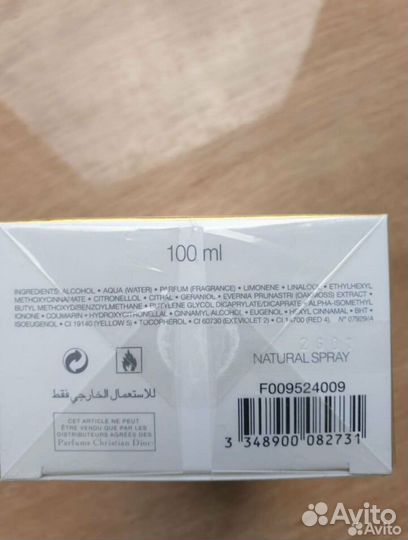 100 ml
INGREDIENTS: ALCOHOL • AQUA (WATER) • PARFUM (FRAGRANCE) • LIMONENE • LINALOOL • ETHYLHEXYL
METHOXYCINNAMATE • CITRONELLOL • CITRAL • GERANIOL • EVERNIA PRUNASTRI (OAKMOSS) EXTRACT •
BUTYL METHOXYDIBENZOYLMETHANE • BUTYLENE GLYCOL DICAPRYLATE/DICAPRATE • ALPHA-ISOMETHYL
IONONE • COUMARIN • HYDROXYCITRONELLAL • CINNAMYL ALCOHOL • EUGENOL • HEXYL CINNAMAL • BHT •
ISOEUGENOL • CI 19140 (YELLOW 5) • TOCOPHEROL • CI 60730 (EXT.VIOLET 2) • CI 14700 (RED 4). N° 07929/A
NATURAL SPRAY
F009524009
للاستعمال الخارجي فقط
CET ARTICLE NE PEUT
ÊTRE VENDU QUE PAR LES
DISTRIBUTEURS AGRÉÉS DES
Parfums Christian Dior
3 348900 082731
Avito
Avito